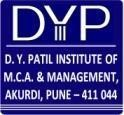 DYP
D. Y. PATIL INSTITUTE OF
M.C.A. & MANAGEMENT,
AKURDI, PUNE – 411 044